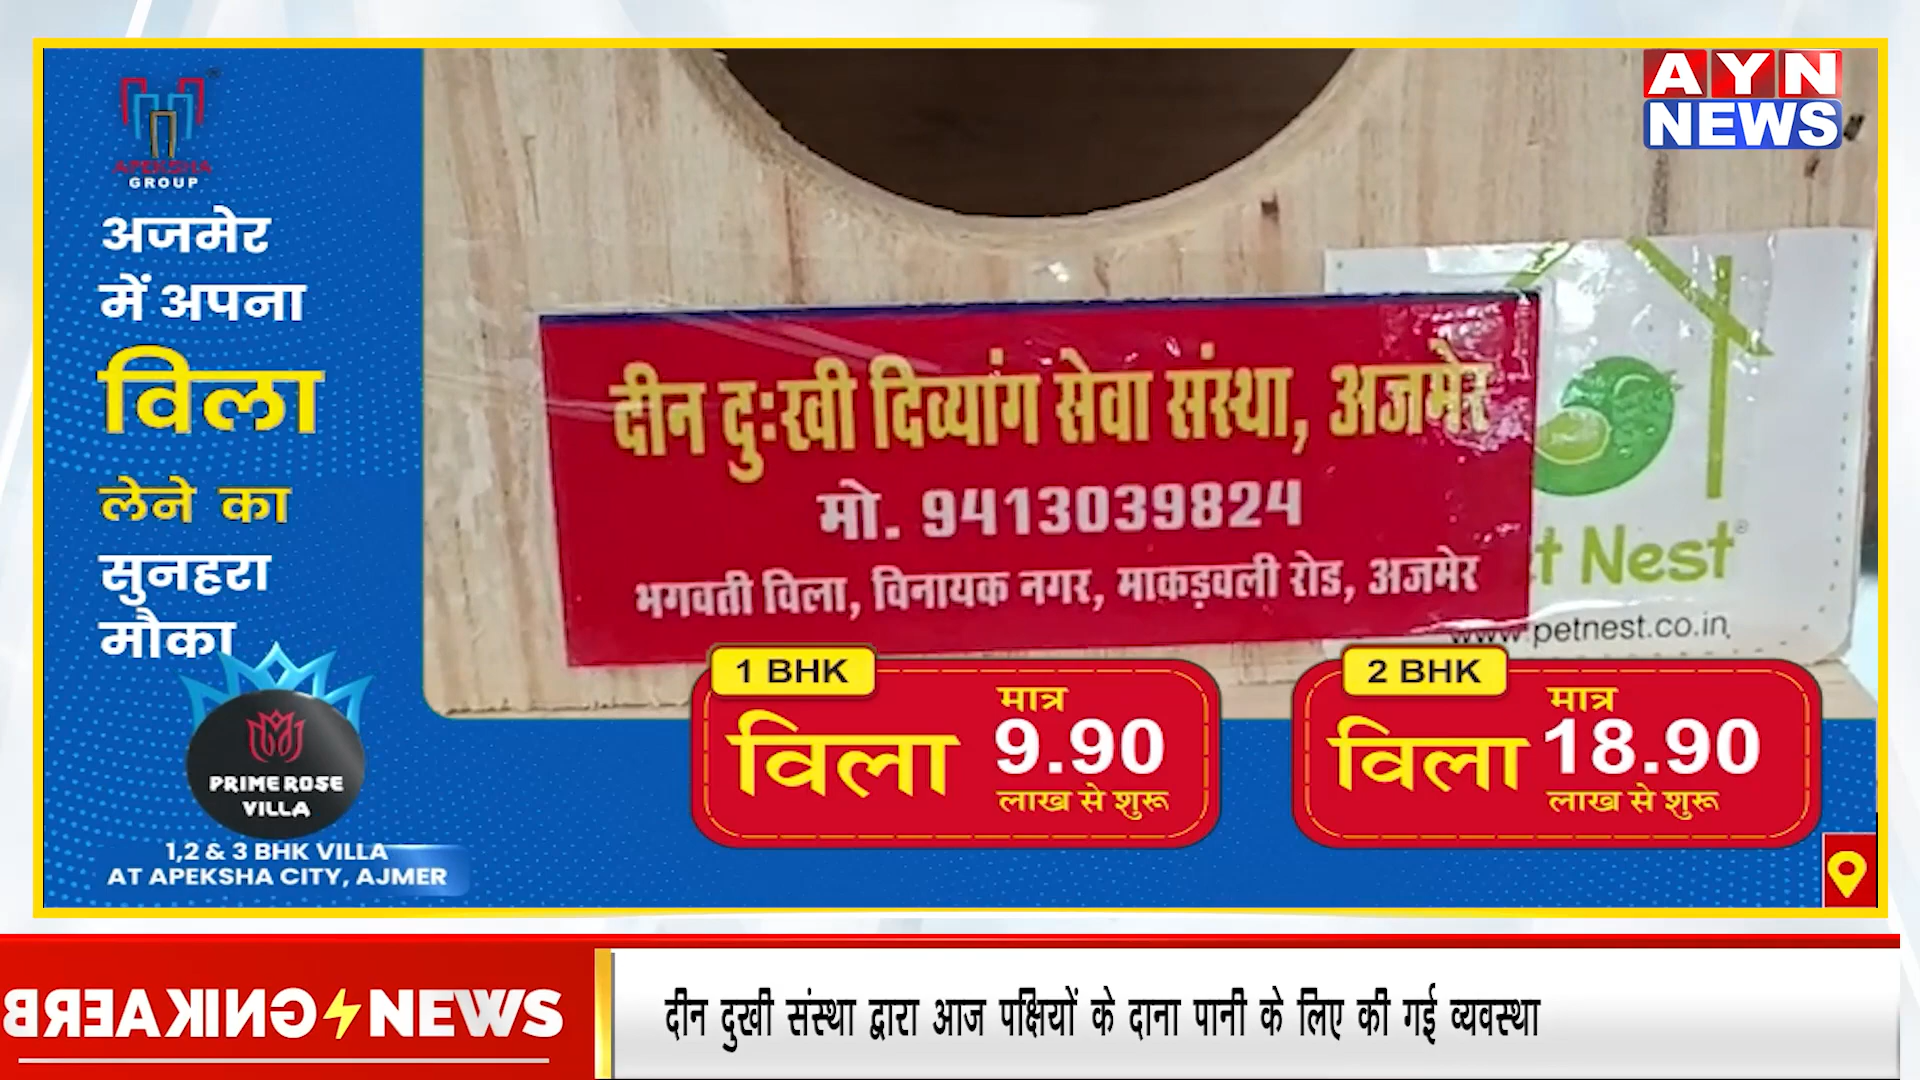 APEKSHA
GROUP
अजमेर
में अपना
विला
लेने का
सुनहरा
मौका
PRIME ROSE
VILLA
1,2 & 3 BHK VILLA
AT APEKSHA CITY, AJMER
AYN
NEWS
दीन दुःखी दिव्यांग सेवा संस्था, अजमेर
मो. 9413039824
भगवती विला, विनायक नगर, माकड़वली रोड, अजमेर
t Nest
www.petnest.co.in
1 BHK
विला
मात्र
9.90
लाख से शुरू
2 BHK
विला
मात्र
18.90
लाख से शुरू
BREAKING NEWS
दीन दुखी संस्था द्वारा आज पक्षियों के दाना पानी के लिए की गई व्यवस्था